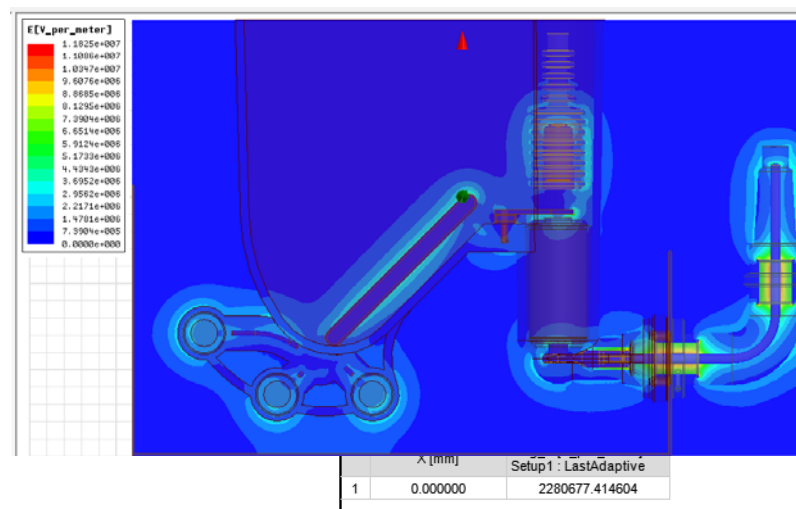 E[V_per_meter]
1.1825e+007
1.1086e+007
1.0347e+007
9.6076e+006
8.8685e+006
8.1295e+006
7.3904e+006
6.6514e+006
5.9124e+006
5.1733e+006
4.4343e+006
3.6952e+006
2.9562e+006
2.2171e+006
1.4781e+006
7.3904e+005
0.0000e+000
X [mm]
Setup1 : LastAdaptive
1 0.000000 2280677.414604